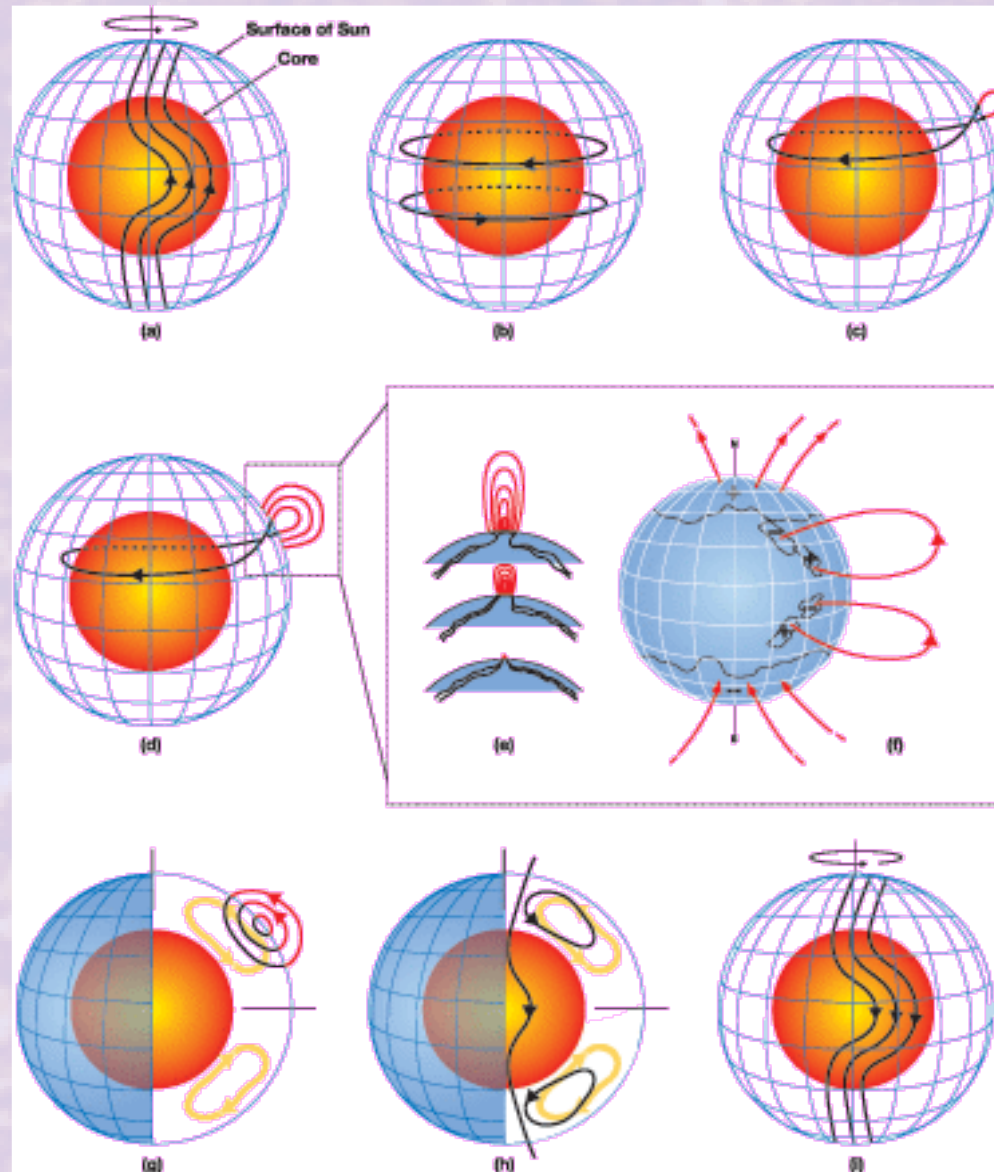 Surface of Sun
Core
(a)
(b)
(c)
N
+
(d)
(e)
--
(f)
(g)
(h)
(i)